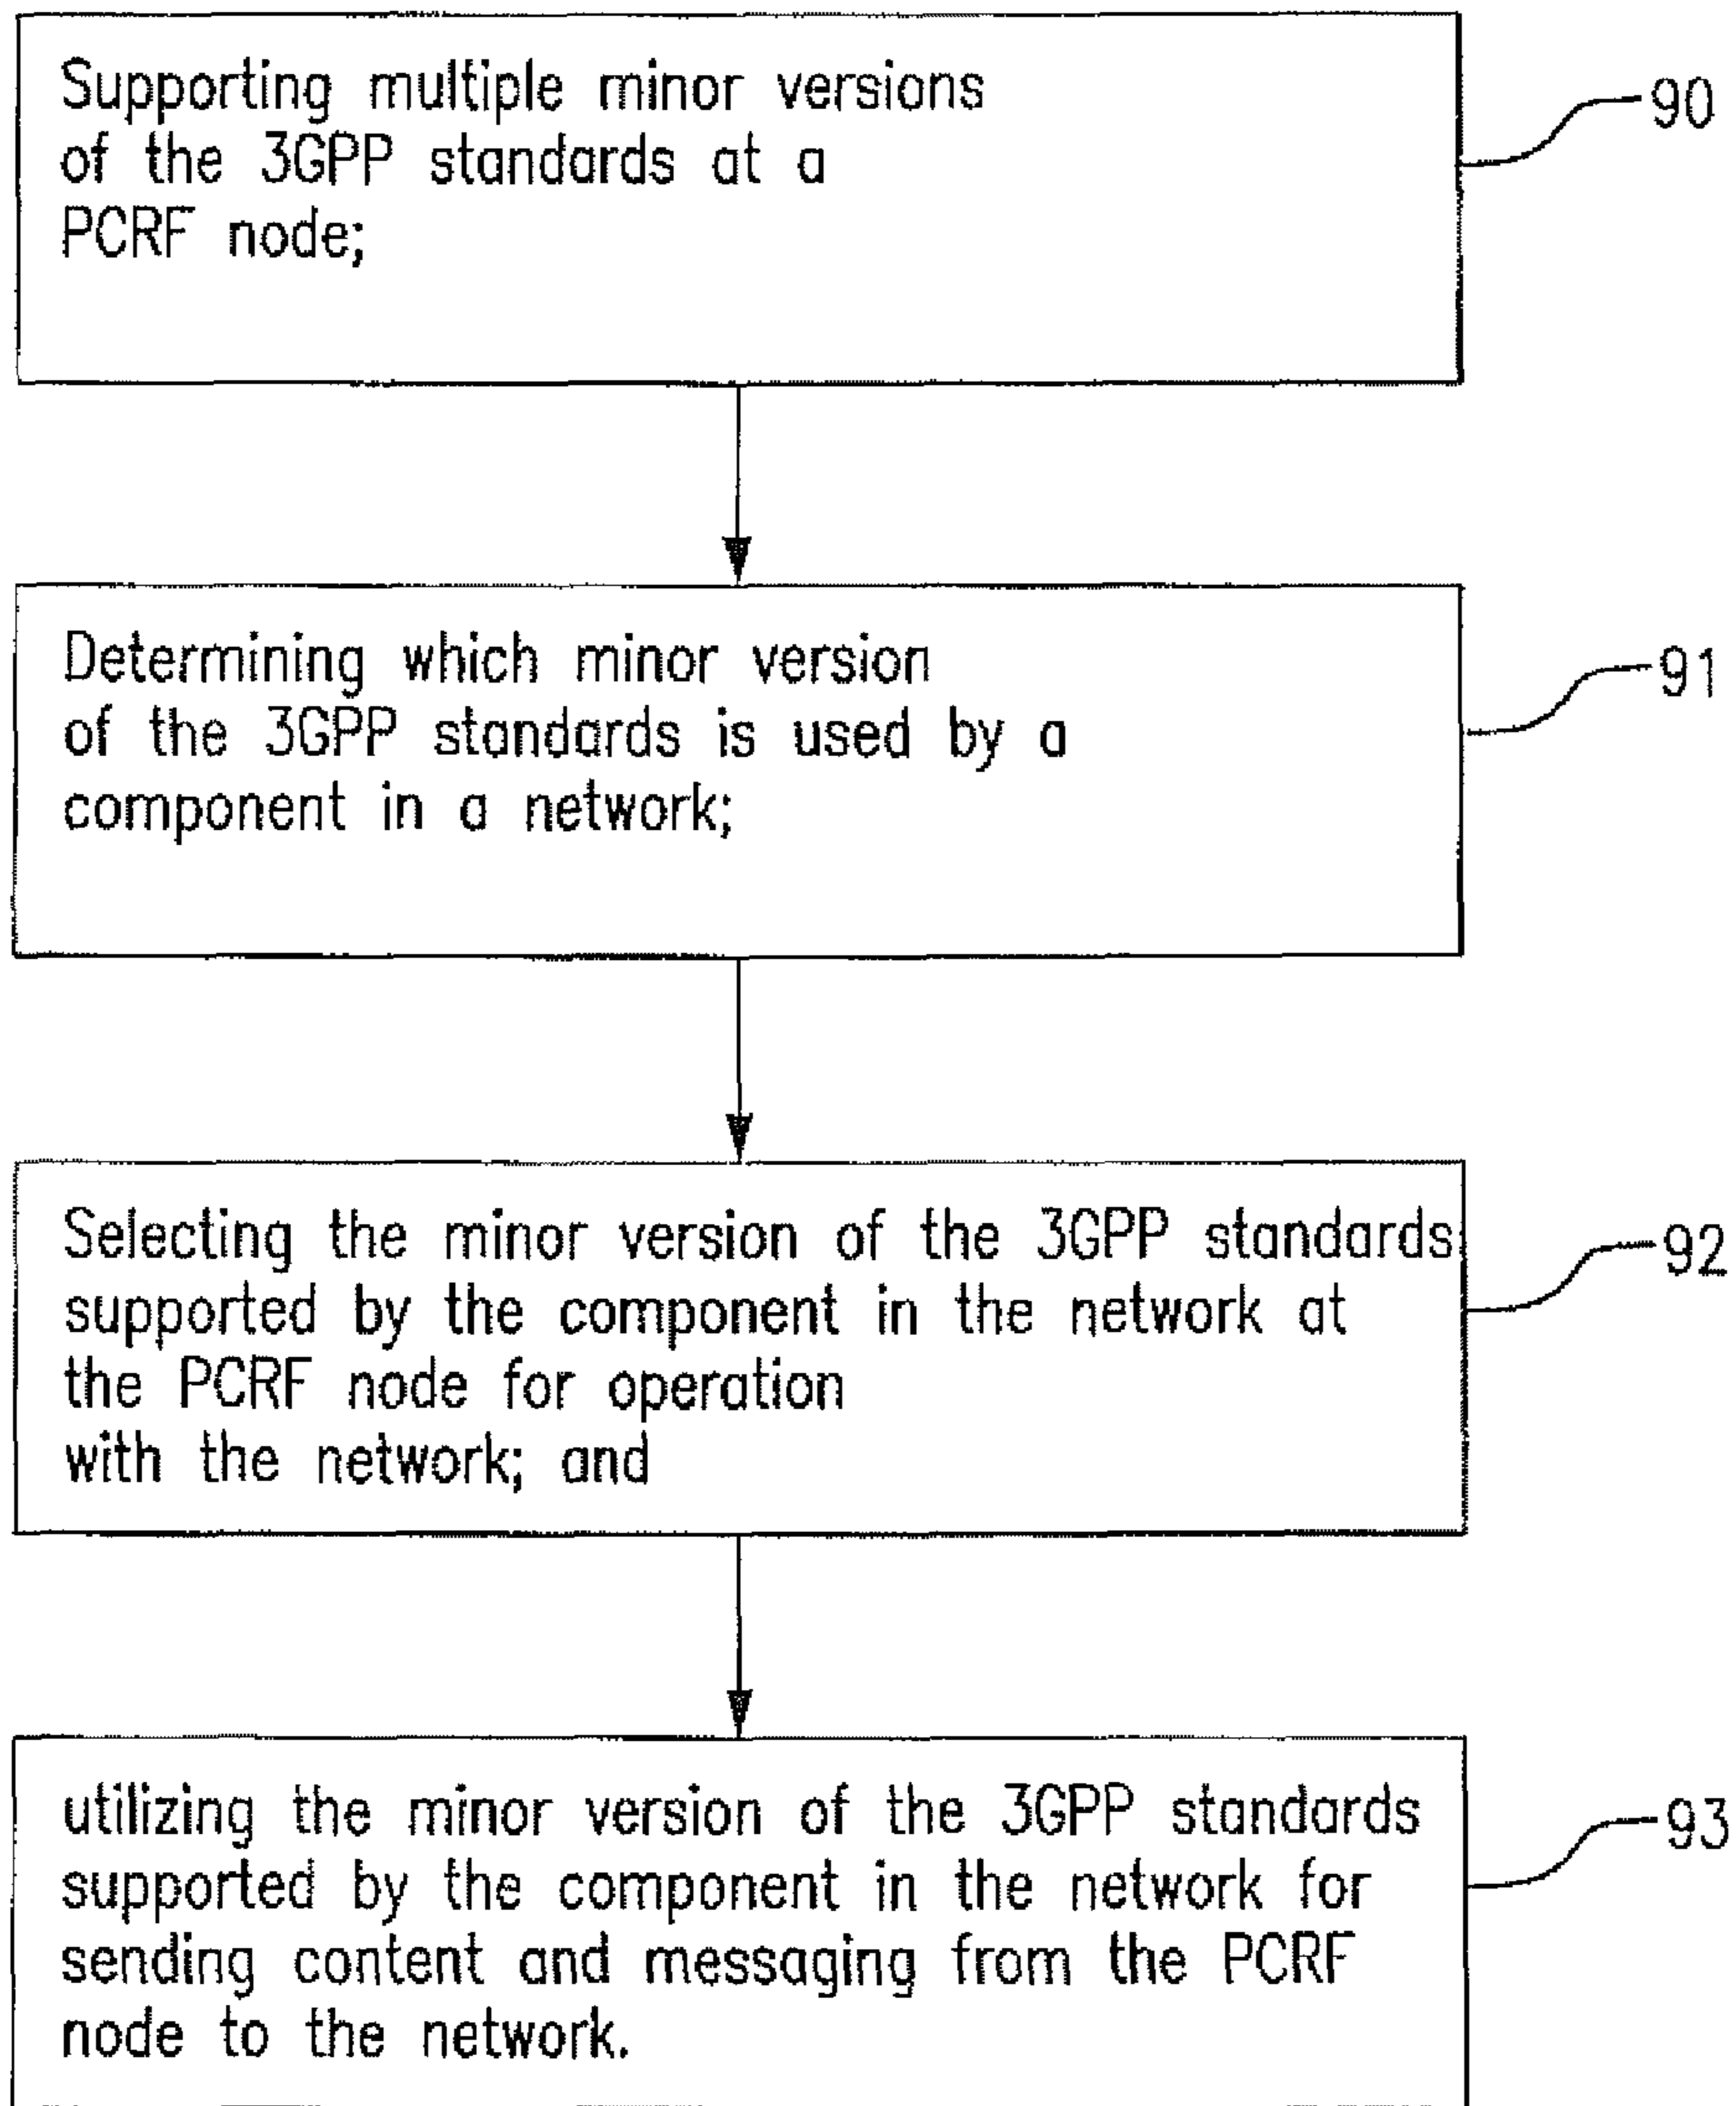 Supporting multiple minor versions
of the 3GPP standards at a
PCRF node;
90
Determining which minor version
of the 3GPP standards is used by a
component in a network;
91
Selecting the minor version of the 3GPP standards
supported by the component in the network at
the PCRF node for operation
with the network; and
92
utilizing the minor version of the 3GPP standards
supported by the component in the network for
sending content and messaging from the PCRF
node to the network.
93